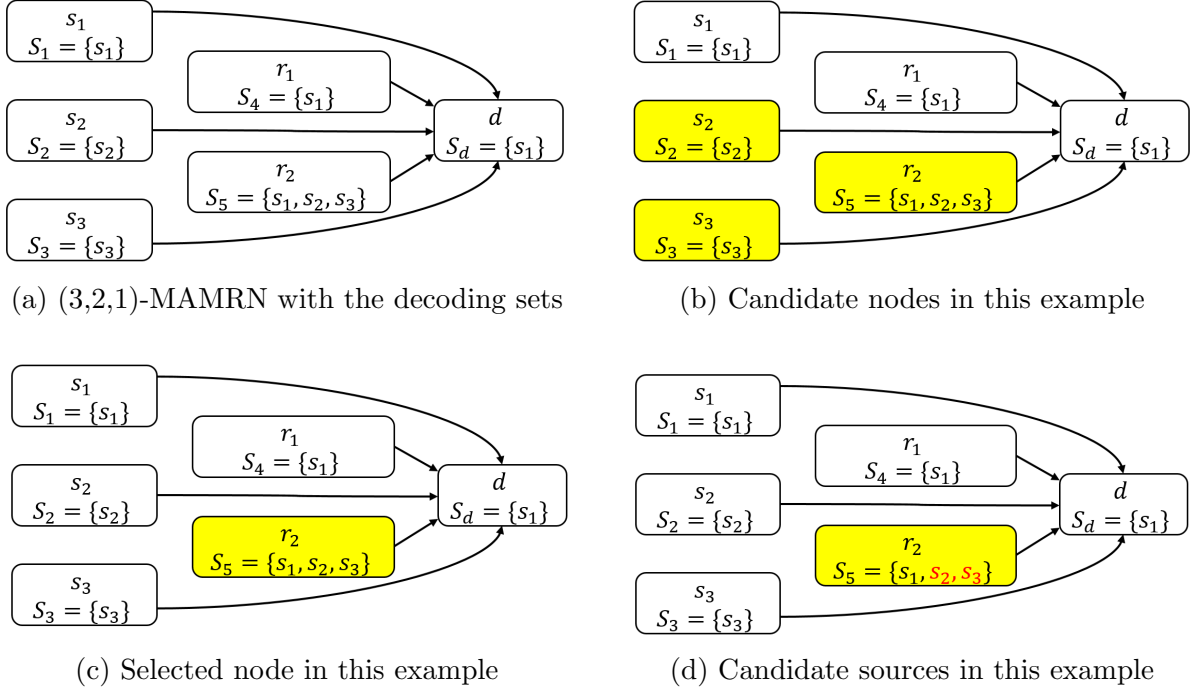 s₁
S₁ = {s₁}
r₁
S₄ = {s₁}
s₂
S₂ = {s₂}
d
S_d = {s₁}
r₂
S₅ = {s₁, s₂, s₃}
s₃
S₃ = {s₃}
(a) (3,2,1)-MAMRN with the decoding sets
s₁
S₁ = {s₁}
r₁
S₄ = {s₁}
s₂
S₂ = {s₂}
d
S_d = {s₁}
r₂
S₅ = {s₁, s₂, s₃}
s₃
S₃ = {s₃}
(b) Candidate nodes in this example
s₁
S₁ = {s₁}
r₁
S₄ = {s₁}
s₂
S₂ = {s₂}
d
S_d = {s₁}
r₂
S₅ = {s₁, s₂, s₃}
s₃
S₃ = {s₃}
(c) Selected node in this example
s₁
S₁ = {s₁}
r₁
S₄ = {s₁}
s₂
S₂ = {s₂}
d
S_d = {s₁}
r₂
S₅ = {s₁, s₂, s₃}
s₃
S₃ = {s₃}
(d) Candidate sources in this example